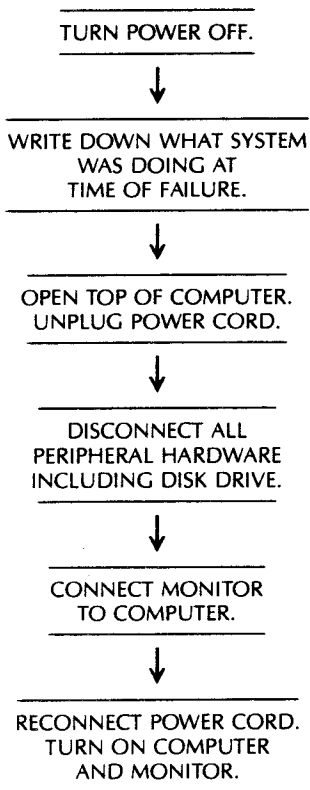 TURN POWER OFF.
WRITE DOWN WHAT SYSTEM
WAS DOING AT
TIME OF FAILURE.
OPEN TOP OF COMPUTER.
UNPLUG POWER CORD.
DISCONNECT ALL
PERIPHERAL HARDWARE
INCLUDING DISK DRIVE.
CONNECT MONITOR
TO COMPUTER.
RECONNECT POWER CORD.
TURN ON COMPUTER
AND MONITOR.